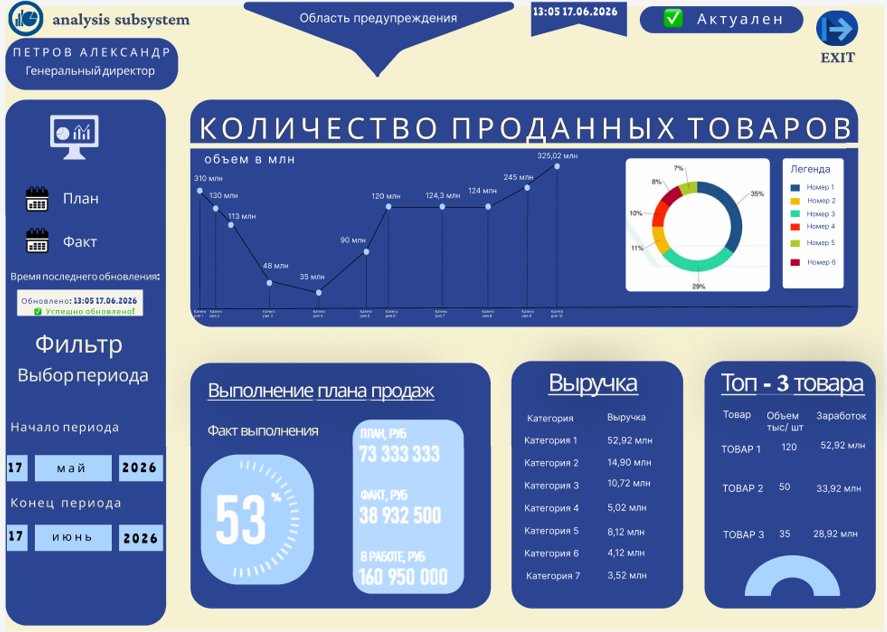 analysis subsystem
Область предупреждения
13:05 17.06.2026
Актуален
EXIT
ПЕТРОВ АЛЕКСАНДР
Генеральный директор
План
Факт
Время последнего обновления:
Обновлено: 13:05 17.06.2026
Успешно обновлено!
Фильтр
Выбор периода
Начало периода
17 май 2026
Конец периода
17 июнь 2026
КОЛИЧЕСТВО ПРОДАННЫХ ТОВАРОВ
объем в млн
310 млн
130 млн
113 млн
48 млн
35 млн
90 млн
120 млн
124,3 млн
124 млн
245 млн
325,02 млн
7%
8%
10%
11%
29%
35%
Легенда
Номер 1
Номер 2
Номер 3
Номер 4
Номер 5
Номер 6
Выполнение плана продаж
Факт выполнения
53%
ПЛАН, РУБ
73 333 333
ФАКТ, РУБ
38 932 500
В РАБОТЕ, РУБ
160 950 000
Выручка
Категория Выручка
Категория 1 52,92 млн
Категория 2 14,90 млн
Категория 3 10,72 млн
Категория 4 5,02 млн
Категория 5 8,12 млн
Категория 6 4,12 млн
Категория 7 3,52 млн
Топ - 3 товара
Товар Объем тыс/ шт Заработок
ТОВАР 1 120 52,92 млн
ТОВАР 2 50 33,92 млн
ТОВАР 3 35 28,92 млн